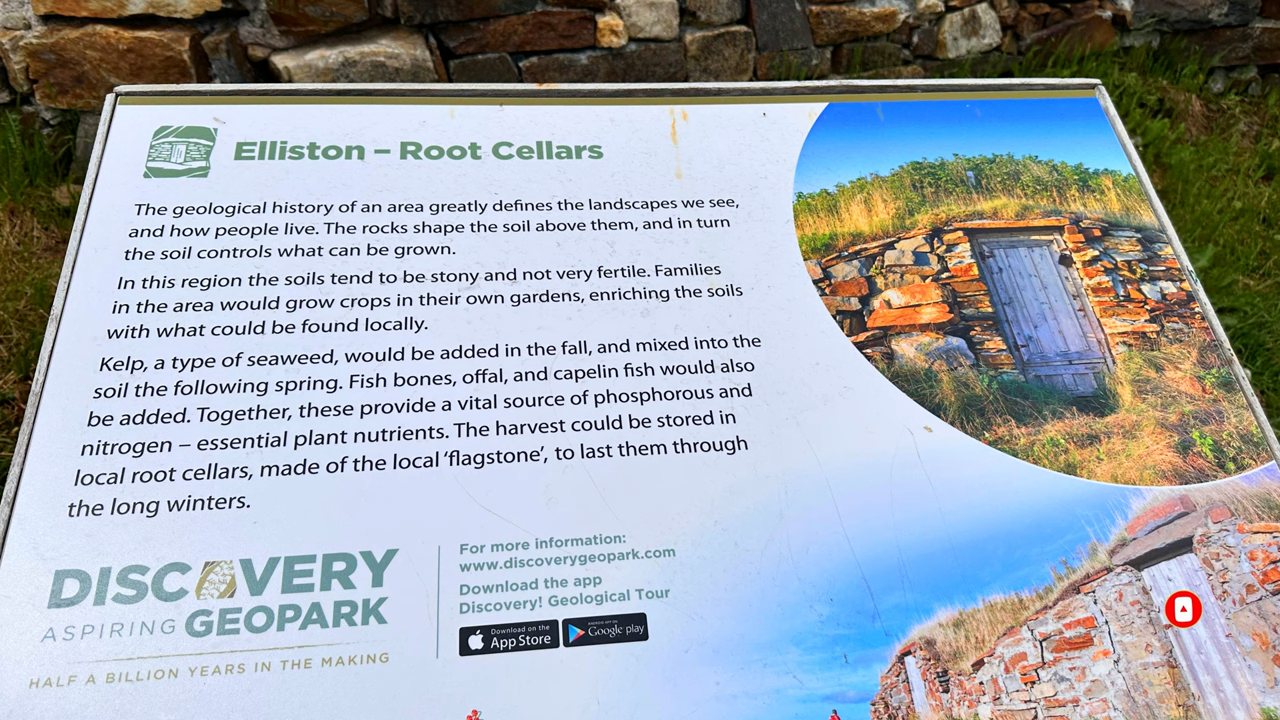 Elliston – Root Cellars
The geological history of an area greatly defines the landscapes we see,
and how people live. The rocks shape the soil above them, and in turn
the soil controls what can be grown.
In this region the soils tend to be stony and not very fertile. Families
in the area would grow crops in their own gardens, enriching the soils
with what could be found locally.
Kelp, a type of seaweed, would be added in the fall, and mixed into the
soil the following spring. Fish bones, offal, and capelin fish would also
be added. Together, these provide a vital source of phosphorous and
nitrogen – essential plant nutrients. The harvest could be stored in
local root cellars, made of the local ‘flagstone’, to last them through
the long winters.
DISCOVERY
ASPIRING GEOPARK
HALF A BILLION YEARS IN THE MAKING
For more information:
www.discoverygeopark.com
Download the app
Discovery! Geological Tour
Download on the
App Store
ANDROID APP ON
Google play